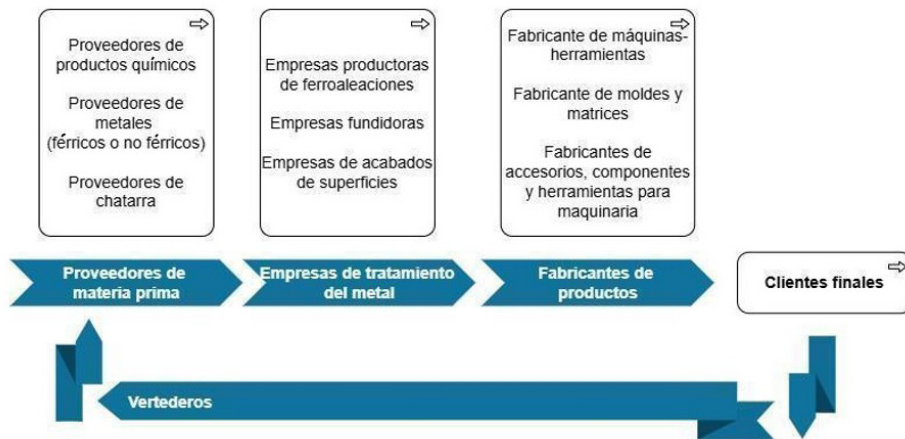 Proveedores de
productos químicos
Proveedores de
metales
(férricos o no férricos)
Proveedores de
chatarra
Empresas productoras
de ferroaleaciones
Empresas fundidoras
Empresas de acabados
de superficies
Fabricante de máquinas-
herramientas
Fabricante de moldes y
matrices
Fabricantes de
accesorios, componentes
y herramientas para
maquinaria
Proveedores de
materia prima
Empresas de tratamiento
del metal
Fabricantes de
productos
Clientes finales
Vertederos